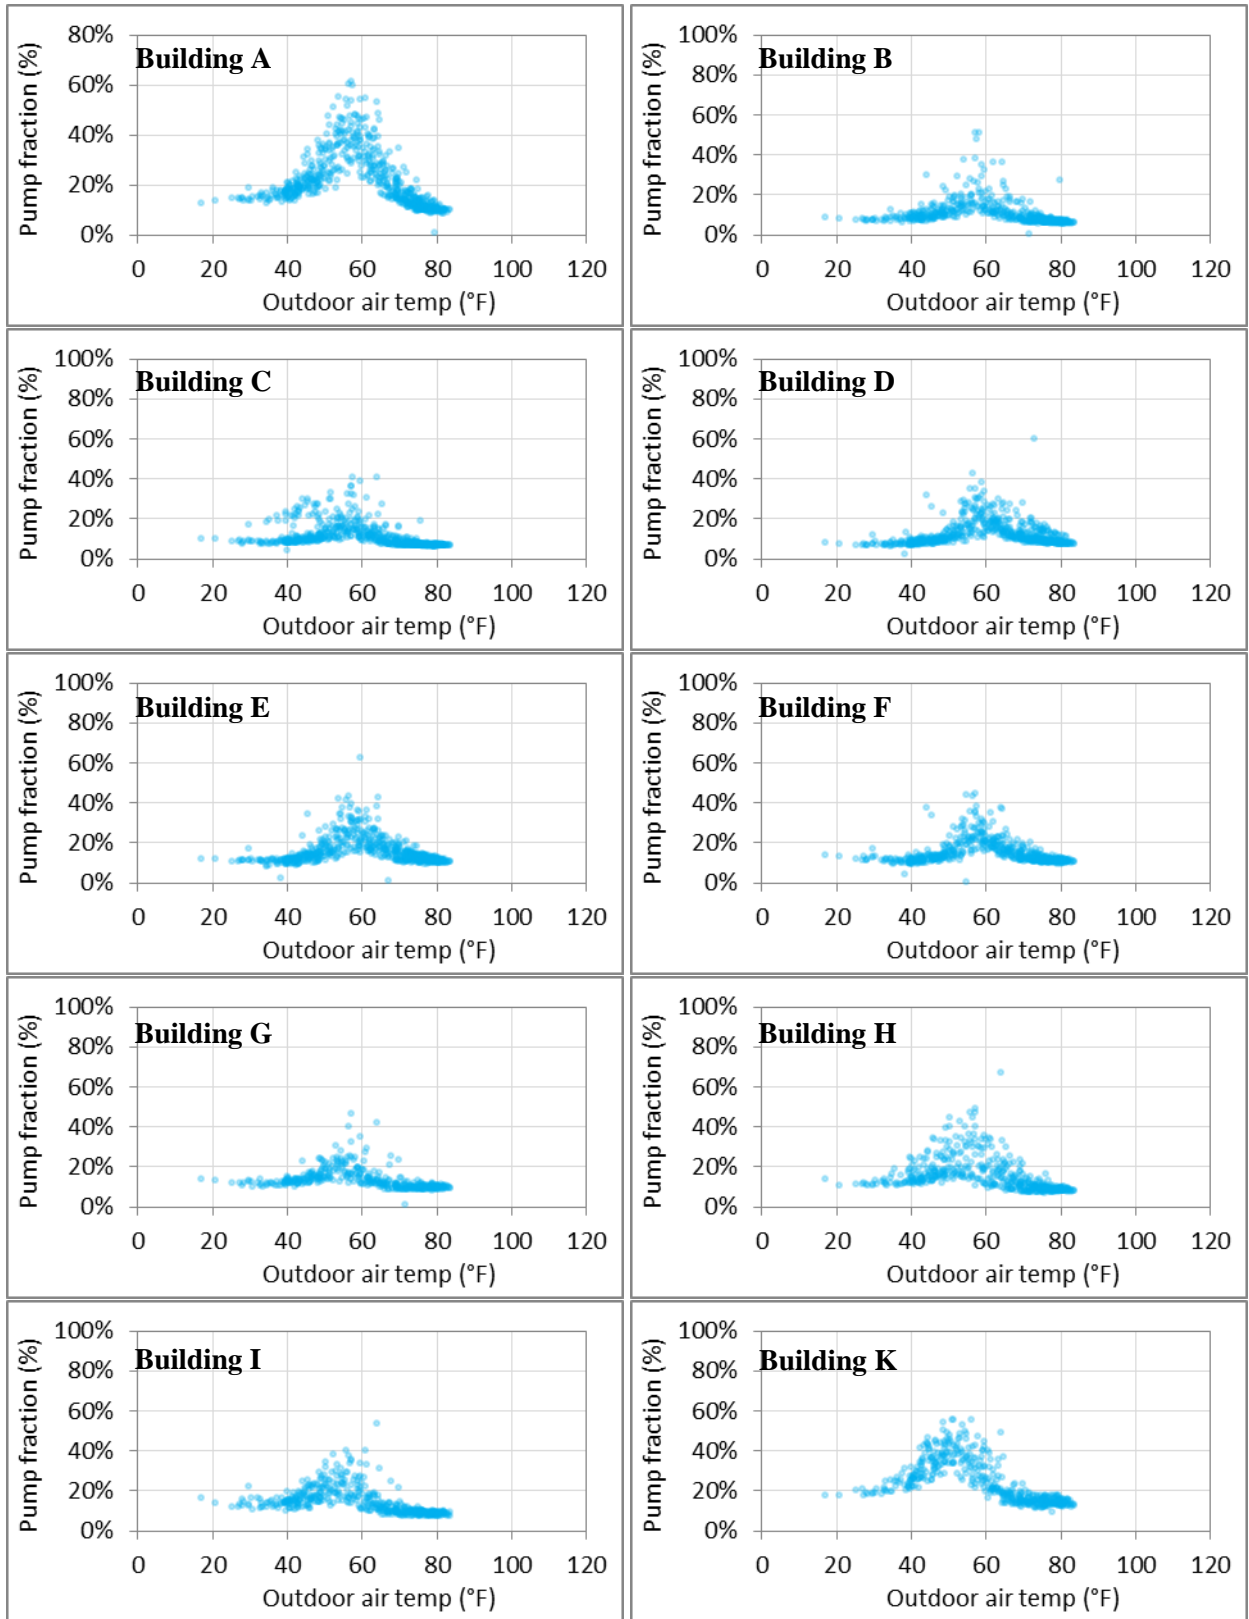 Building A
Pump fraction (%)
80%
60%
40%
20%
0%
0 20 40 60 80 100 120
Outdoor air temp (°F)
Building B
Pump fraction (%)
100%
80%
60%
40%
20%
0%
0 20 40 60 80 100 120
Outdoor air temp (°F)
Building C
Pump fraction (%)
100%
80%
60%
40%
20%
0%
0 20 40 60 80 100 120
Outdoor air temp (°F)
Building D
Pump fraction (%)
100%
80%
60%
40%
20%
0%
0 20 40 60 80 100 120
Outdoor air temp (°F)
Building E
Pump fraction (%)
100%
80%
60%
40%
20%
0%
0 20 40 60 80 100 120
Outdoor air temp (°F)
Building F
Pump fraction (%)
100%
80%
60%
40%
20%
0%
0 20 40 60 80 100 120
Outdoor air temp (°F)
Building G
Pump fraction (%)
100%
80%
60%
40%
20%
0%
0 20 40 60 80 100 120
Outdoor air temp (°F)
Building H
Pump fraction (%)
100%
80%
60%
40%
20%
0%
0 20 40 60 80 100 120
Outdoor air temp (°F)
Building I
Pump fraction (%)
100%
80%
60%
40%
20%
0%
0 20 40 60 80 100 120
Outdoor air temp (°F)
Building K
Pump fraction (%)
100%
80%
60%
40%
20%
0%
0 20 40 60 80 100 120
Outdoor air temp (°F)